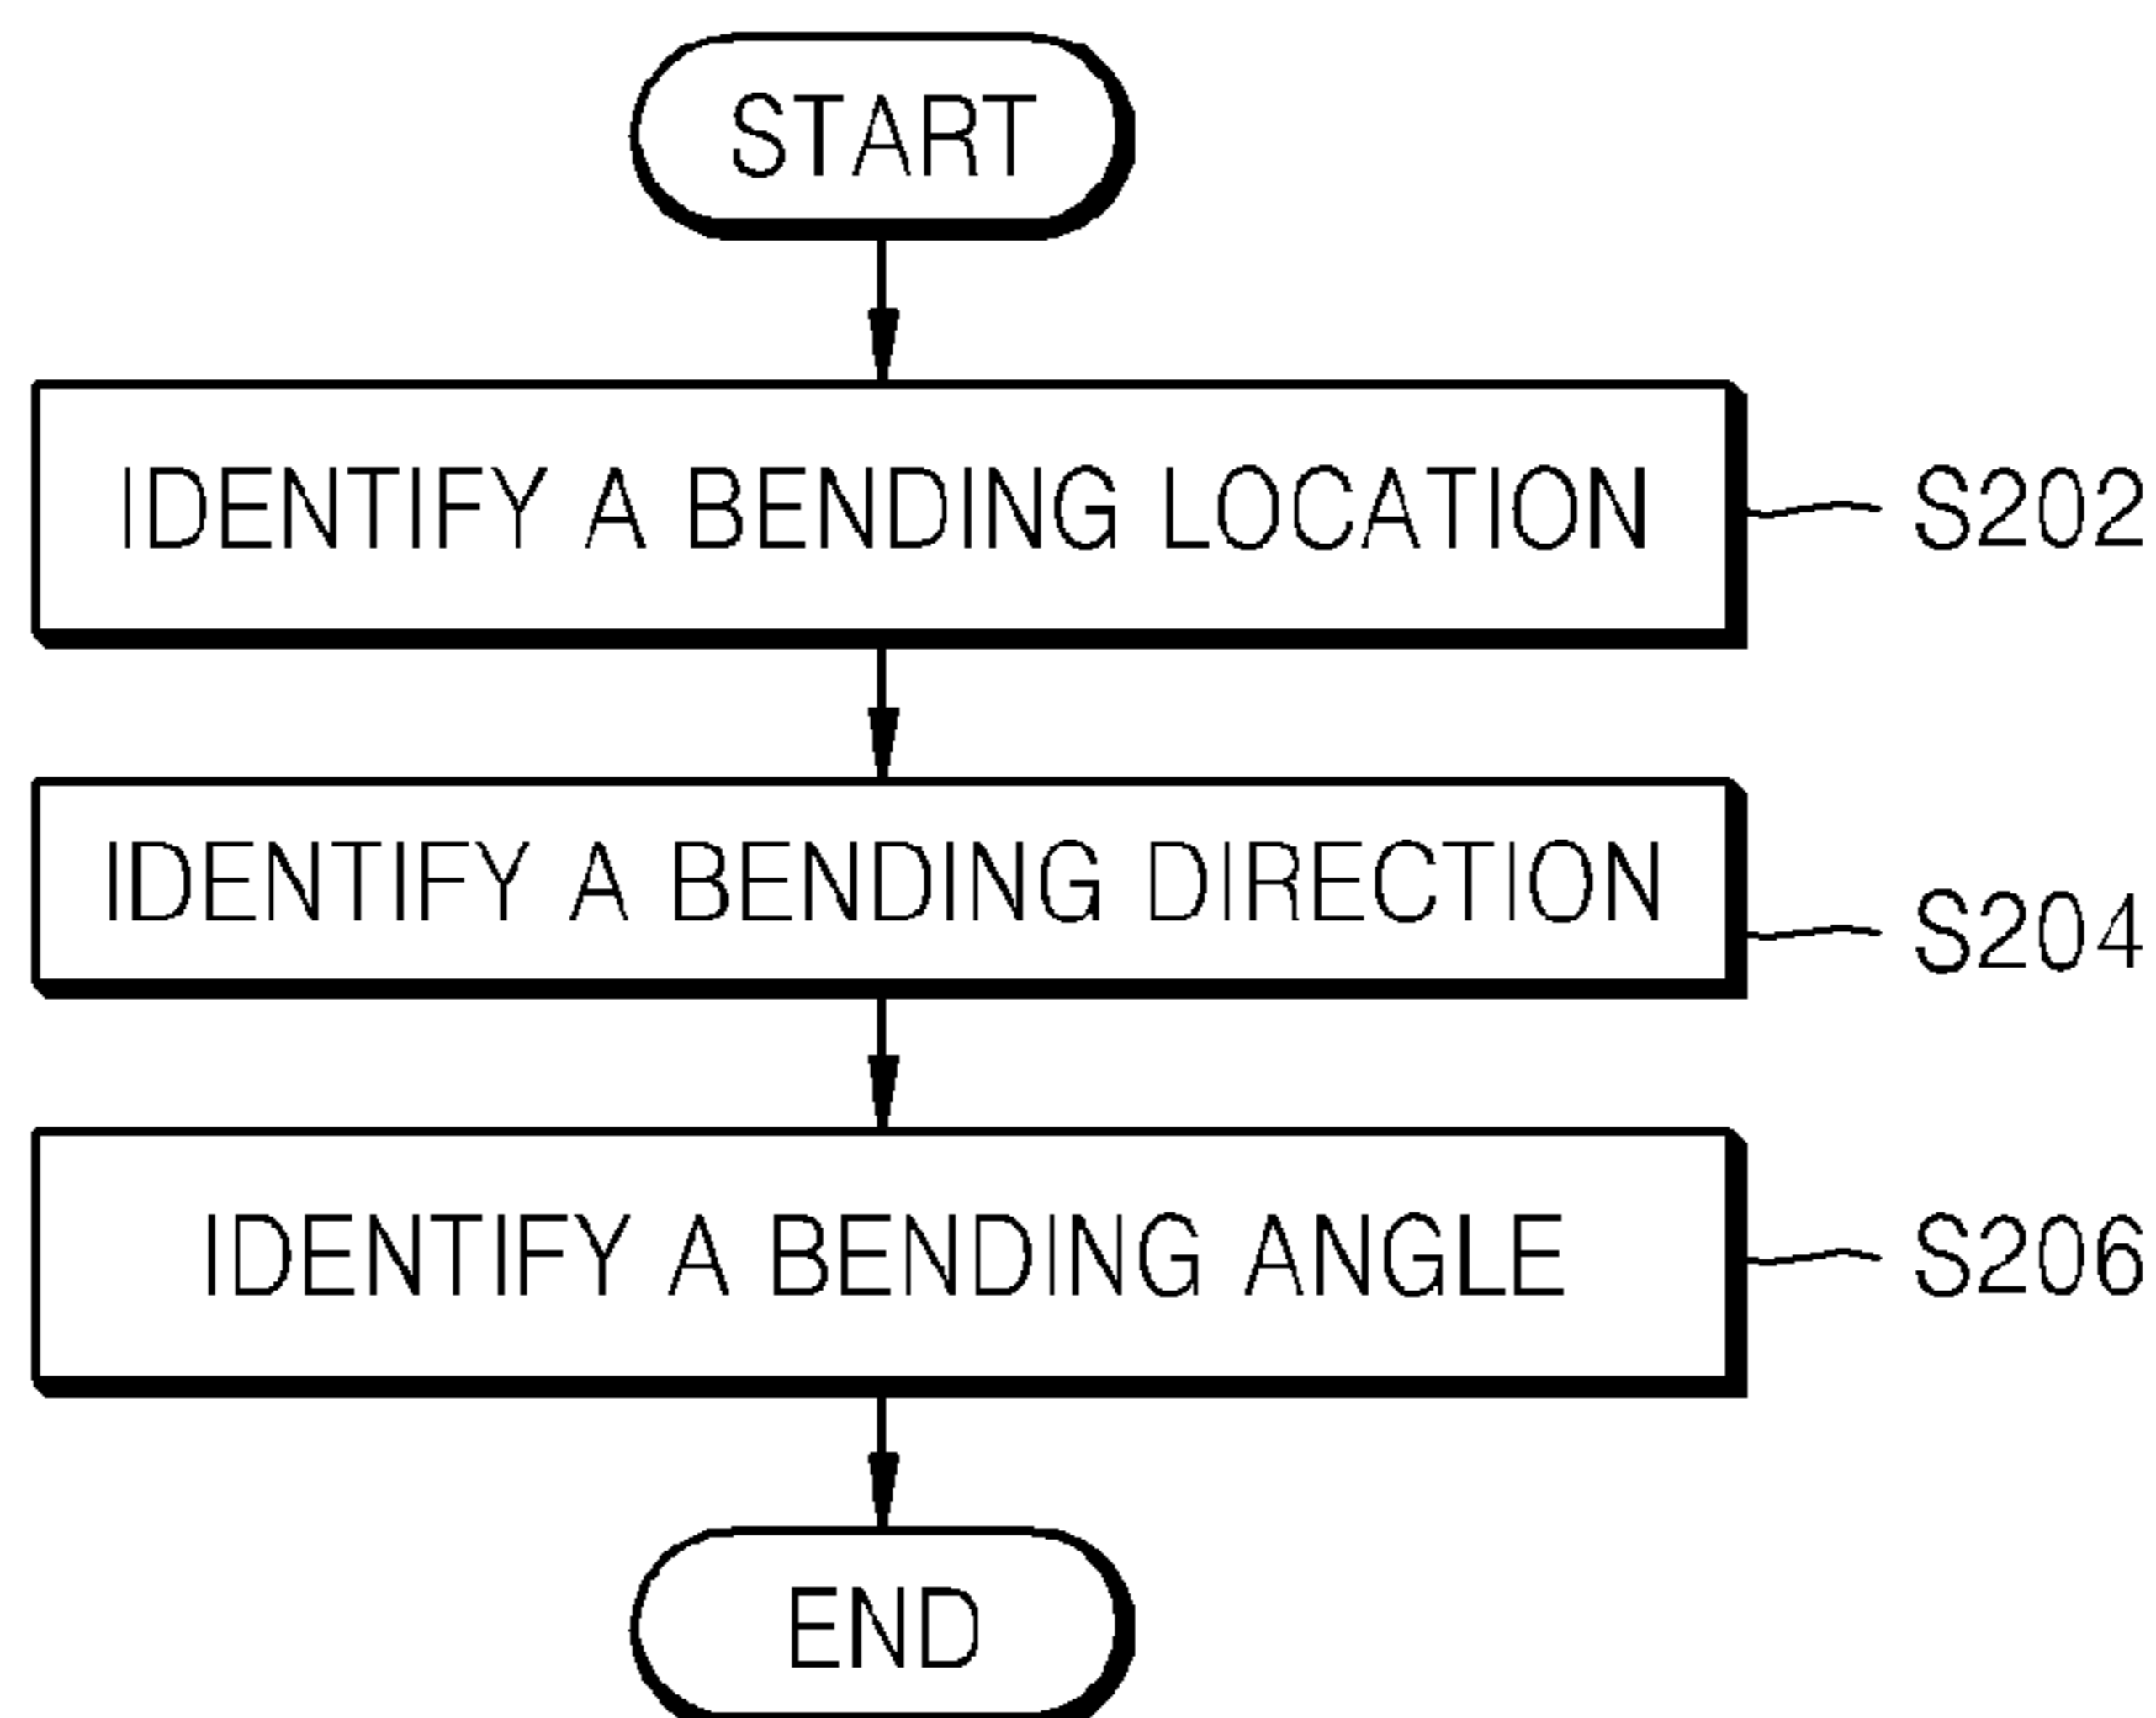 START
IDENTIFY A BENDING LOCATION
S202
IDENTIFY A BENDING DIRECTION
S204
IDENTIFY A BENDING ANGLE
S206
END